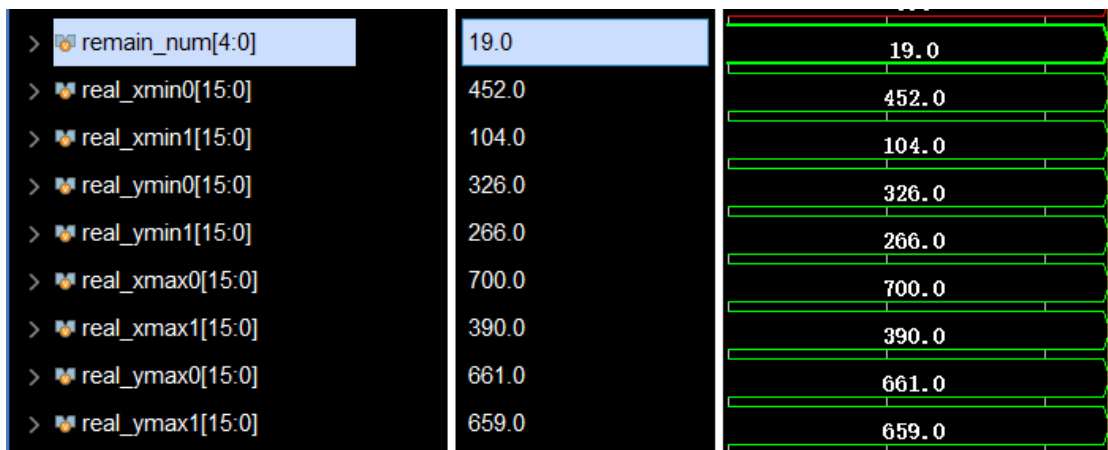 remain_num[4:0] 19.0 19.0
real_xmin0[15:0] 452.0 452.0
real_xmin1[15:0] 104.0 104.0
real_ymin0[15:0] 326.0 326.0
real_ymin1[15:0] 266.0 266.0
real_xmax0[15:0] 700.0 700.0
real_xmax1[15:0] 390.0 390.0
real_ymax0[15:0] 661.0 661.0
real_ymax1[15:0] 659.0 659.0